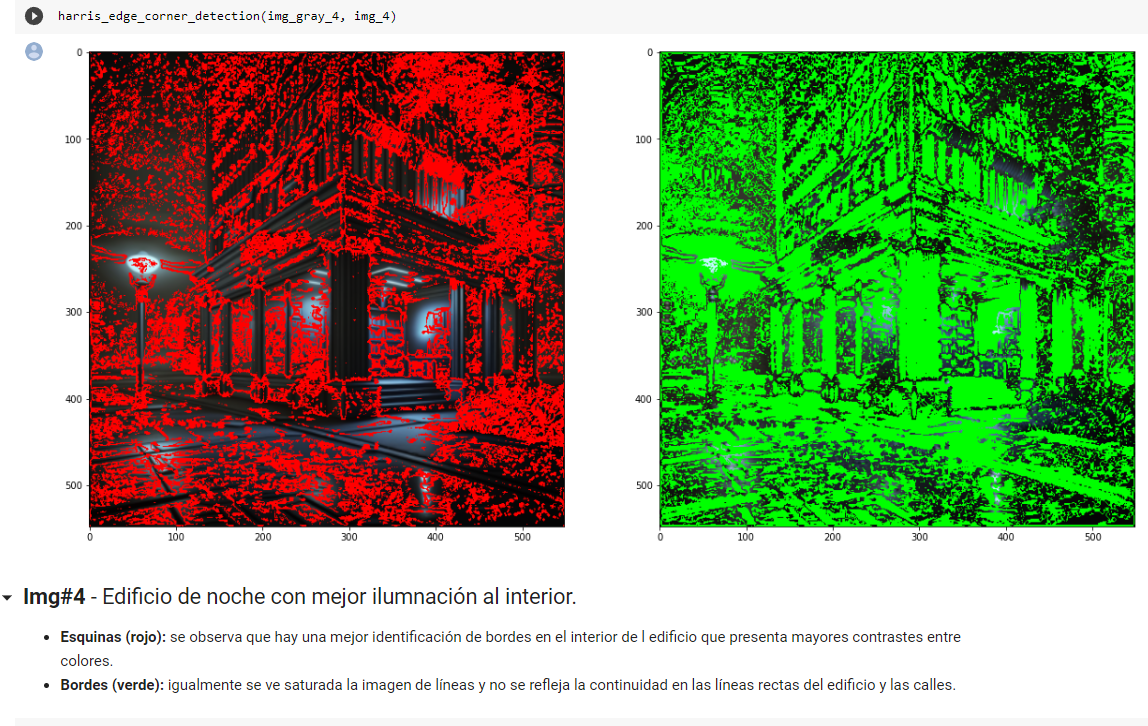 harris_edge_corner_detection(img_gray_4, img_4)
0
100
200
300
400
500
0 100 200 300 400 500
0
100
200
300
400
500
0 100 200 300 400 500
Img#4 - Edificio de noche con mejor ilumnación al interior.
• Esquinas (rojo): se observa que hay una mejor identificación de bordes en el interior de l edificio que presenta mayores contrastes entre
colores.
• Bordes (verde): igualmente se ve saturada la imagen de líneas y no se refleja la continuidad en las líneas rectas del edificio y las calles.